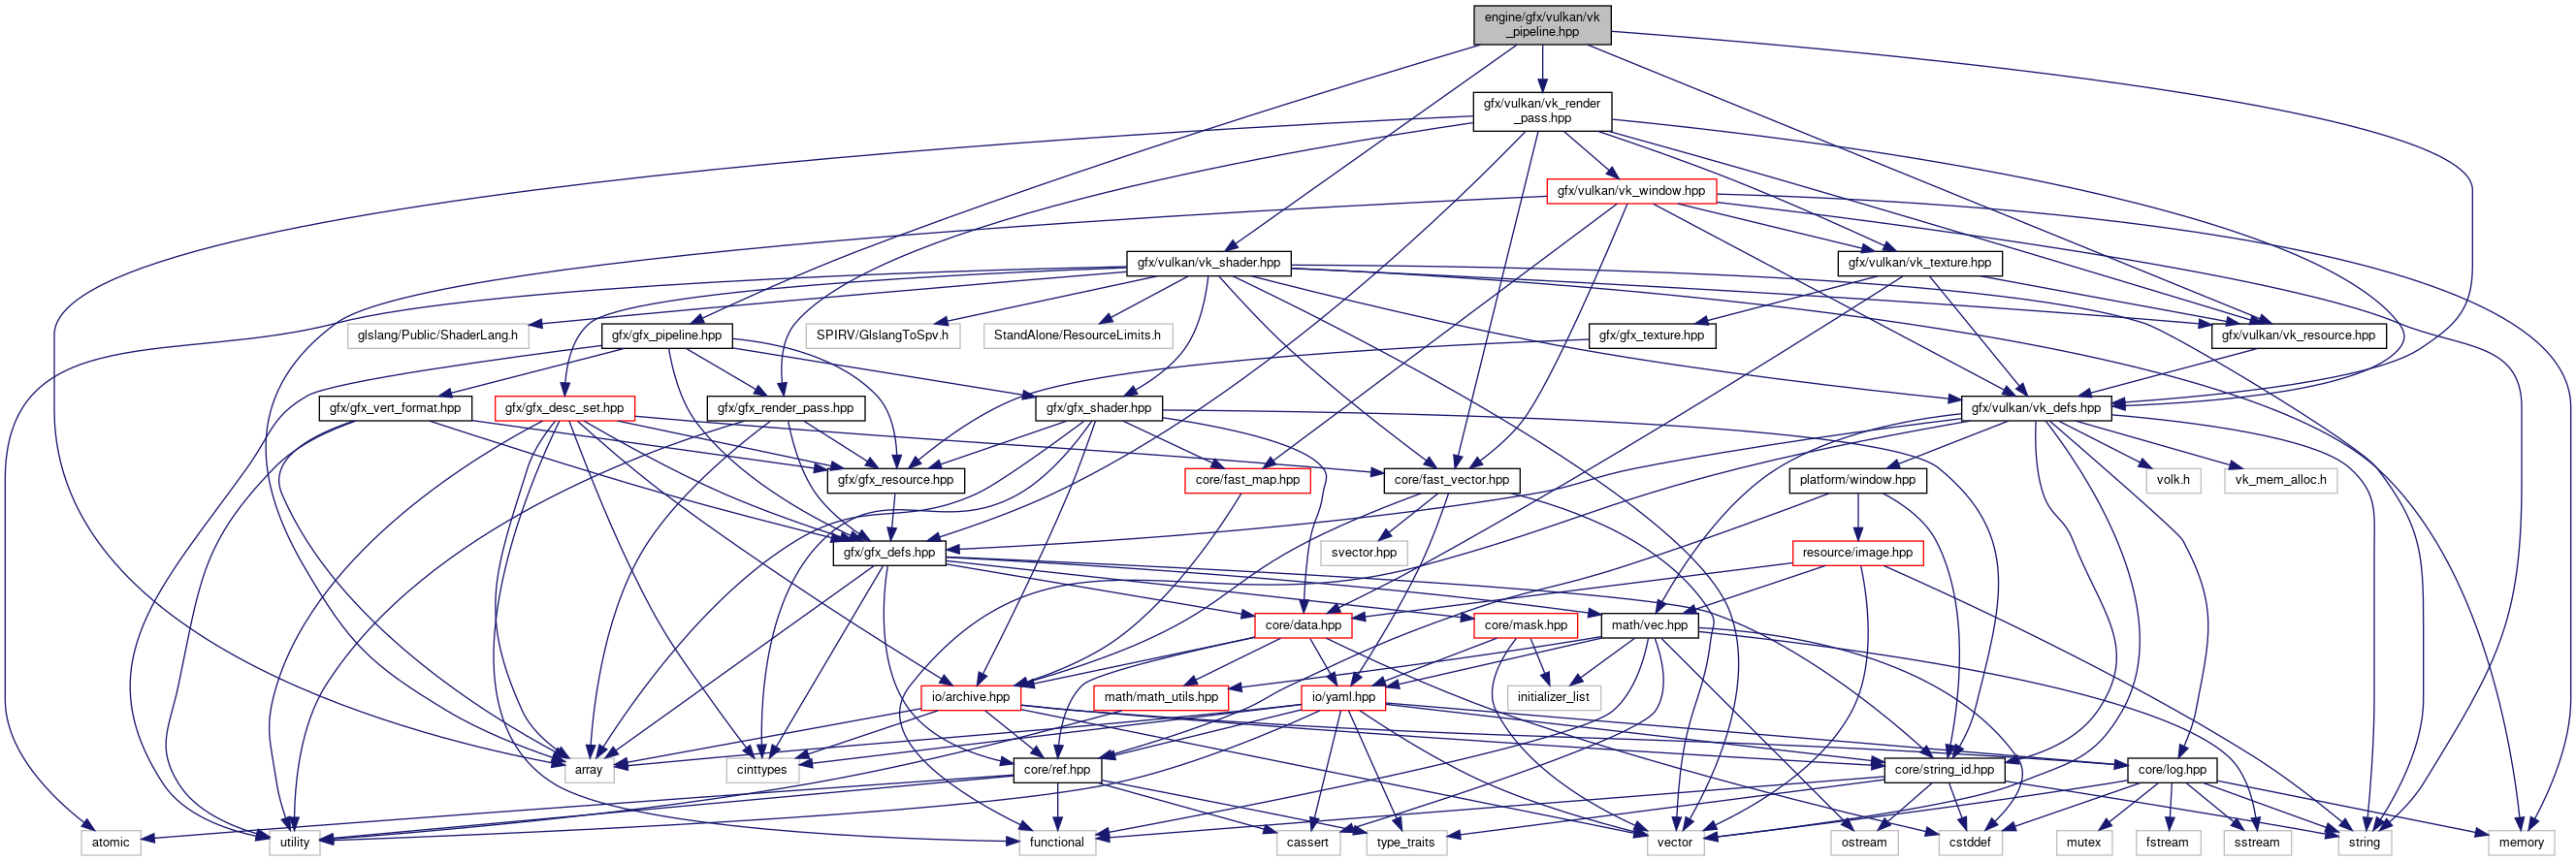 engine/gfx/vulkan/vk
_pipeline.hpp
gfx/vulkan/vk_render
_pass.hpp
gfx/vulkan/vk_window.hpp
gfx/vulkan/vk_shader.hpp
gfx/vulkan/vk_texture.hpp
glslang/Public/ShaderLang.h
gfx/gfx_pipeline.hpp
SPIRV/GlslangToSpv.h
StandAlone/ResourceLimits.h
gfx/gfx_texture.hpp
gfx/vulkan/vk_resource.hpp
gfx/gfx_vert_format.hpp
gfx/gfx_desc_set.hpp
gfx/gfx_render_pass.hpp
gfx/gfx_shader.hpp
gfx/vulkan/vk_defs.hpp
gfx/gfx_resource.hpp
core/fast_map.hpp
core/fast_vector.hpp
platform/window.hpp
volk.h
vk_mem_alloc.h
gfx/gfx_defs.hpp
svector.hpp
resource/image.hpp
core/data.hpp
core/mask.hpp
math/vec.hpp
io/archive.hpp
math/math_utils.hpp
io/yaml.hpp
initializer_list
array
cinttypes
core/ref.hpp
core/string_id.hpp
core/log.hpp
atomic
utility
functional
cassert
type_traits
vector
ostream
cstddef
mutex
fstream
sstream
string
memory